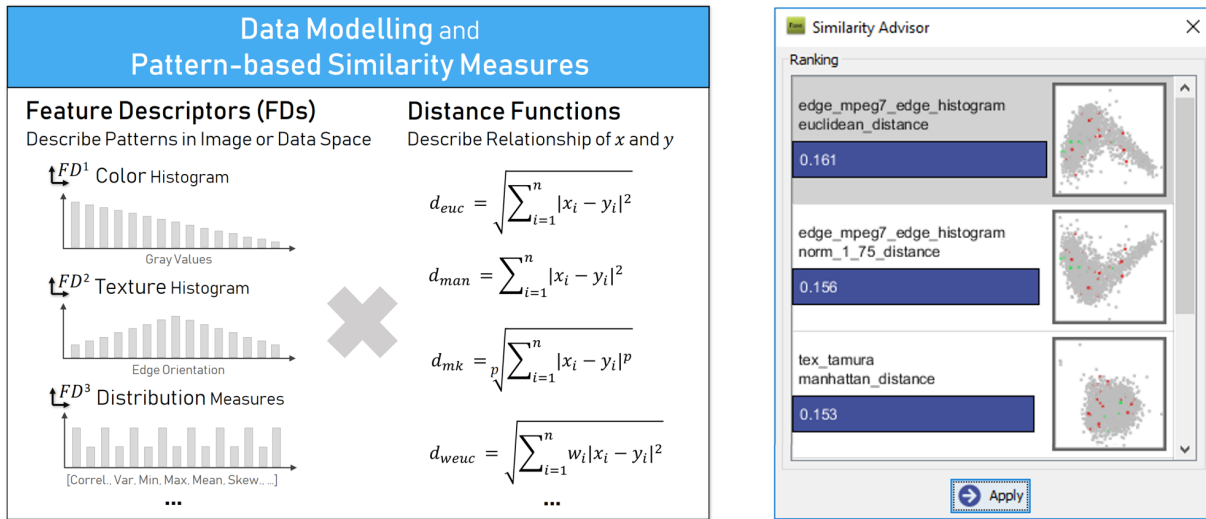 Data Modelling and
Pattern-based Similarity Measures
Feature Descriptors (FDs)
Describe Patterns in Image or Data Space
FD¹ Color Histogram
Gray Values
FD² Texture Histogram
Edge Orientation
FD³ Distribution Measures
[Correl., Var, Min, Max, Mean, Skew., ...]
...
Distance Functions
Describe Relationship of x and y
d_euc = √(∑_{i=1}^{n} |x_i − y_i|²)
d_man = ∑_{i=1}^{n} |x_i − y_i|²
d_mk = ᵖ√(∑_{i=1}^{n} |x_i − y_i|^p)
d_weuc = √(∑_{i=1}^{n} w_i|x_i − y_i|²)
...
Similarity Advisor
Ranking
edge_mpeg7_edge_histogram
euclidean_distance
0.161
edge_mpeg7_edge_histogram
norm_1_75_distance
0.156
tex_tamura
manhattan_distance
0.153
Apply